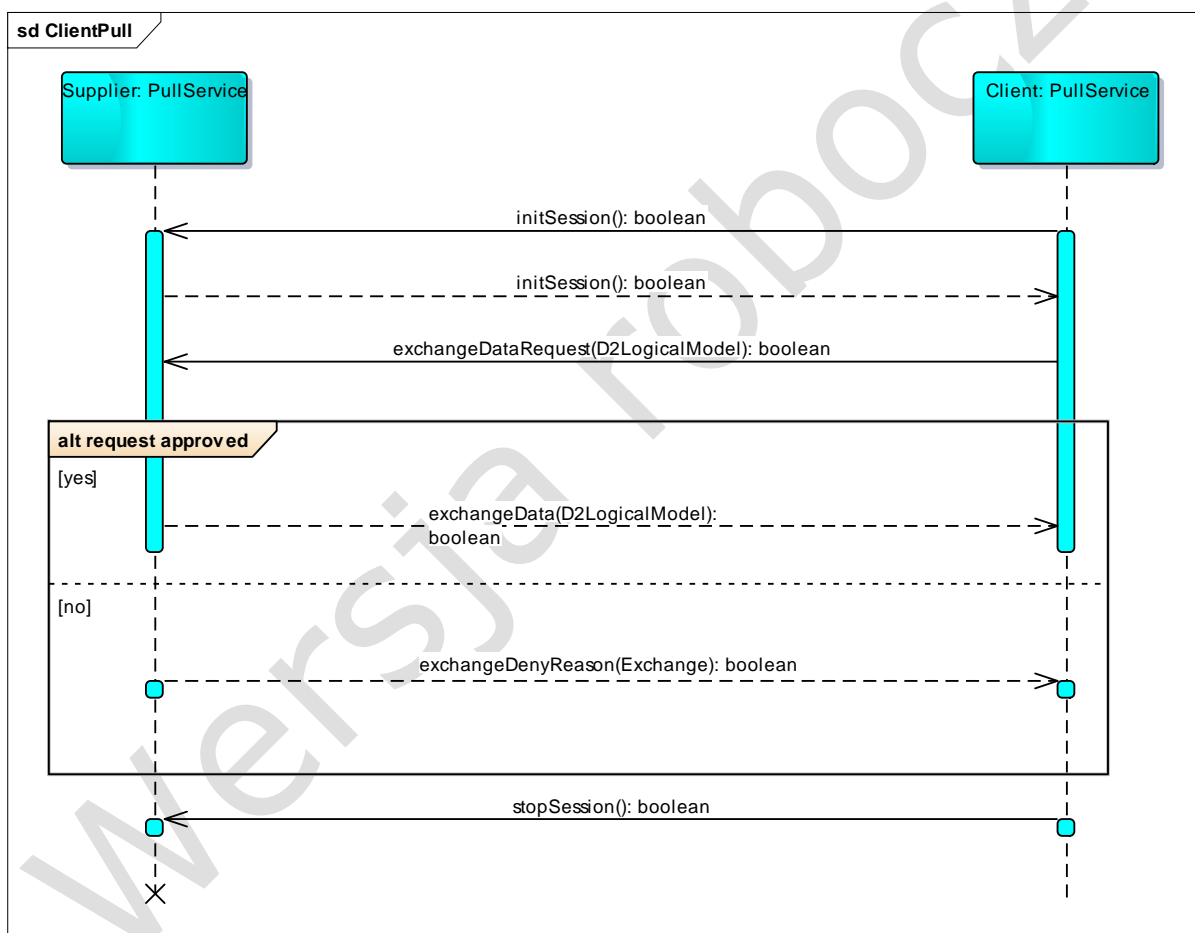 sd ClientPull
Supplier: PullService
Client: PullService
initSession(): boolean
initSession(): boolean
exchangeDataRequest(D2LogicalModel): boolean
alt request approved
[yes]
exchangeData(D2LogicalModel):
boolean
[no]
exchangeDenyReason(Exchange): boolean
stopSession(): boolean
Wersja